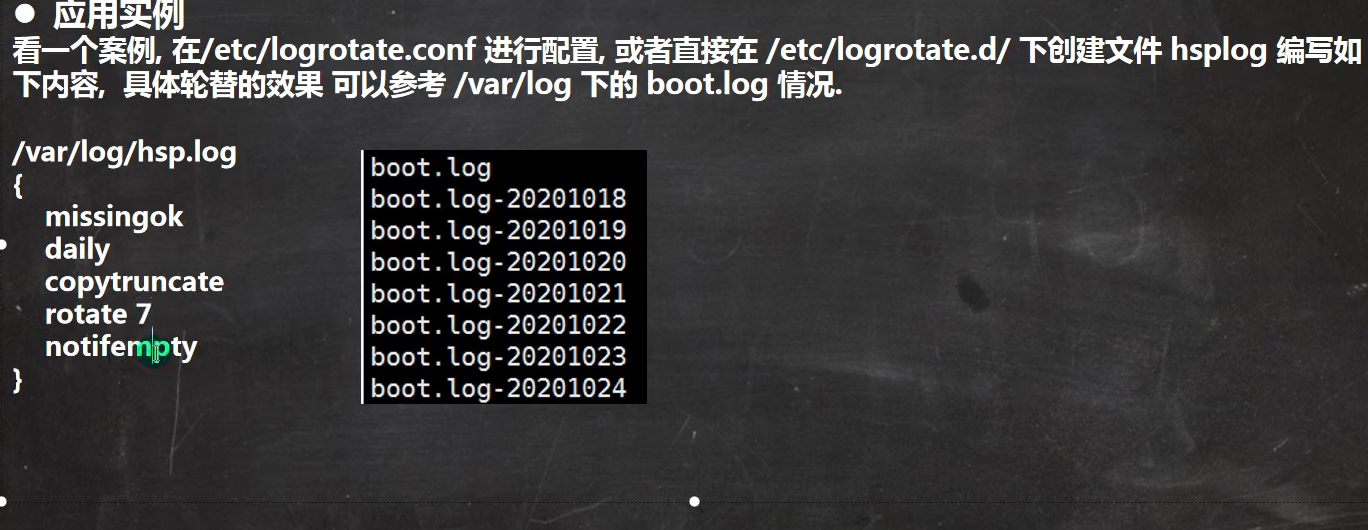 ● 应用实例
看一个案例, 在/etc/logrotate.conf 进行配置, 或者直接在 /etc/logrotate.d/ 下创建文件 hsplog 编写如
下内容, 具体轮替的效果 可以参考 /var/log 下的 boot.log 情况.
/var/log/hsp.log
{
missingok
daily
copytruncate
rotate 7
notifempty
}
boot.log
boot.log-20201018
boot.log-20201019
boot.log-20201020
boot.log-20201021
boot.log-20201022
boot.log-20201023
boot.log-20201024